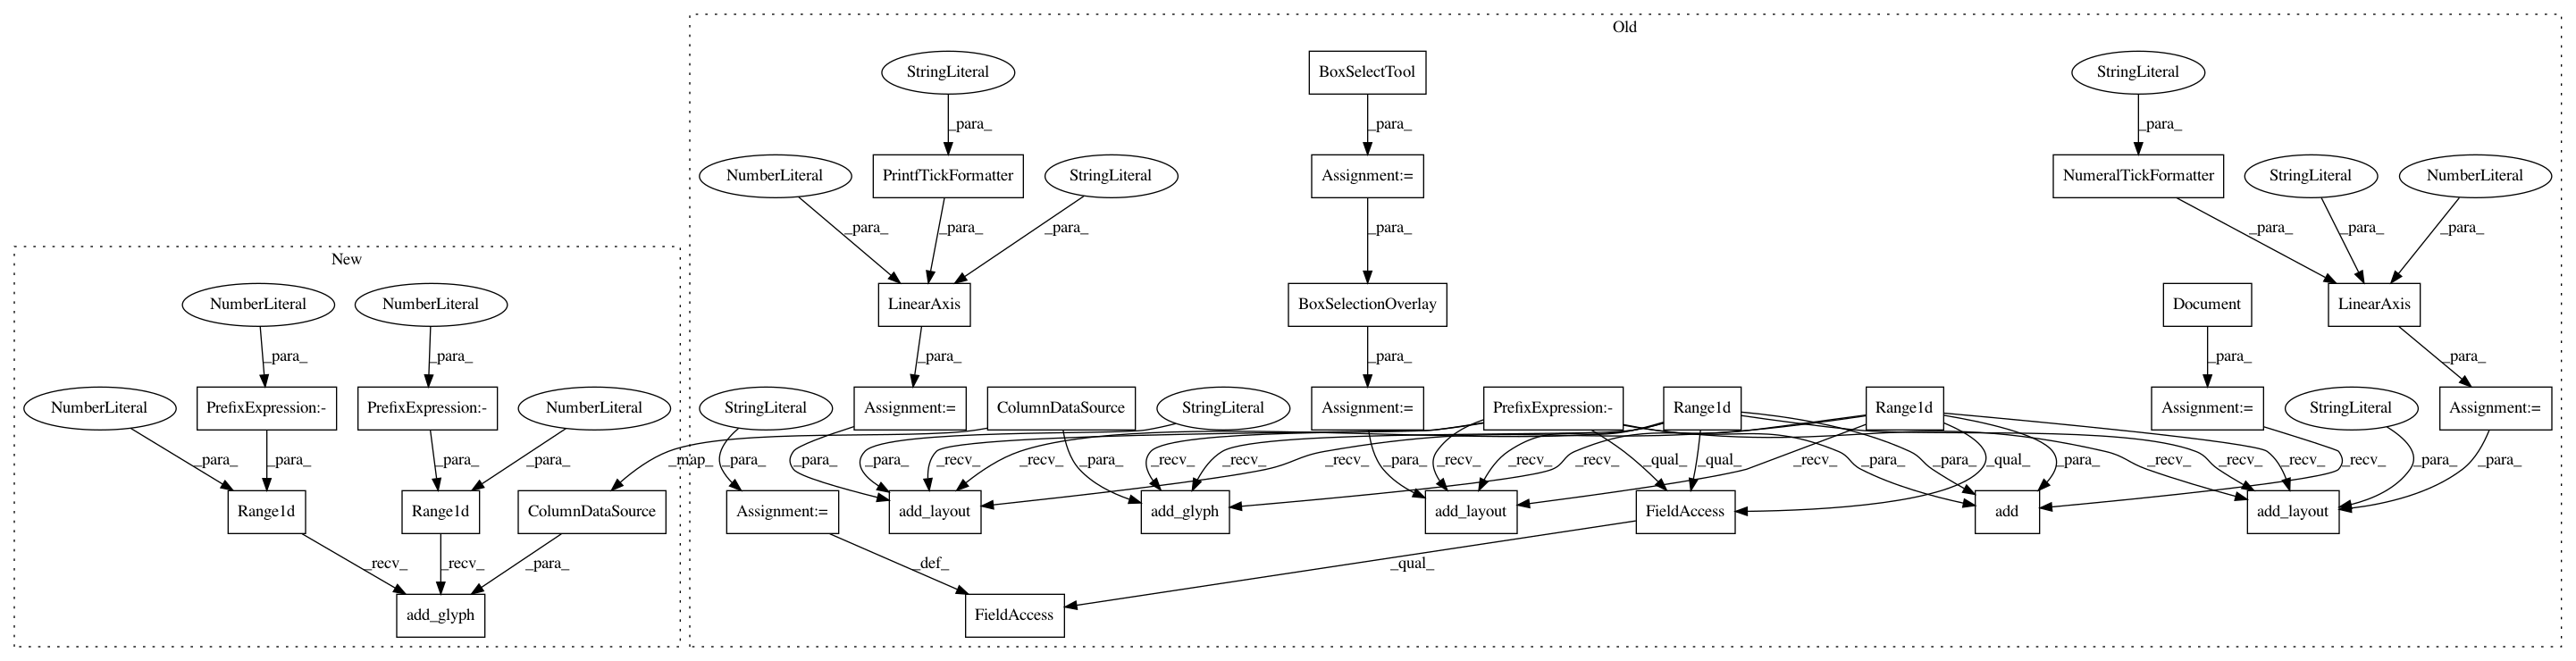 Old
StringLiteral
BoxSelectTool
StringLiteral
_para_
_para_
_para_
NumberLiteral
PrintfTickFormatter
StringLiteral
Assignment:=
NumeralTickFormatter
StringLiteral
NumberLiteral
_para_
_para_
_para_
_para_
_para_
_para_
_para_
New
NumberLiteral
NumberLiteral
LinearAxis
BoxSelectionOverlay
Document
LinearAxis
_para_
_para_
_para_
_para_
_para_
_para_
NumberLiteral
PrefixExpression:-
PrefixExpression:-
NumberLiteral
StringLiteral
Assignment:=
ColumnDataSource
StringLiteral
Assignment:=
PrefixExpression:-
Range1d
Range1d
Assignment:=
StringLiteral
Assignment:=
_para_
_para_
_para_
_para_
_map_
_para_
_para_
_para_
_recv_
_recv_
_recv_
_para_
_recv_
_recv_
_recv_
_para_
_recv_
_recv_
_recv_
_qual_
_qual_
_para_
_para_
_para_
_qual_
_recv_
_recv_
_recv_
_recv_
_para_
_para_
Range1d
Range1d
ColumnDataSource
Assignment:=
add_layout
add_glyph
add_layout
FieldAccess
add
add_layout
_recv_
_recv_
_para_
_def_
_qual_
add_glyph
FieldAccess